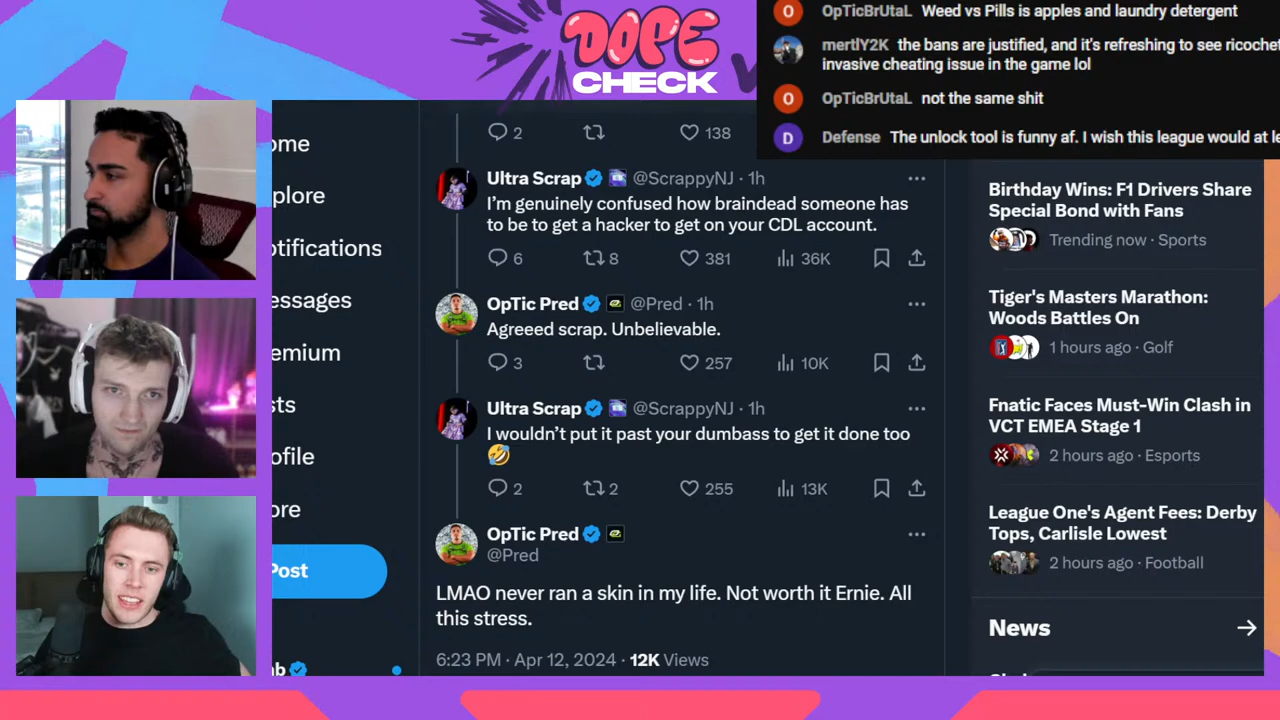 DOPE
CHECK
O OpTicBrUtaL Weed vs Pills is apples and laundry detergent
mertlY2K the bans are justified, and it's refreshing to see ricochet
invasive cheating issue in the game lol
O OpTicBrUtaL not the same shit
D Defense The unlock tool is funny af. I wish this league would at le
ome
plore
otifications
essages
emium
sts
ofile
ore
Post
2 138
Ultra Scrap @ScrappyNJ · 1h
I'm genuinely confused how braindead someone has
to be to get a hacker to get on your CDL account.
6 8 381 36K
OpTic Pred @Pred · 1h
Agreeed scrap. Unbelievable.
3 257 10K
Ultra Scrap @ScrappyNJ · 1h
I wouldn't put it past your dumbass to get it done too
🤣
2 2 255 13K
OpTic Pred
@Pred
LMAO never ran a skin in my life. Not worth it Ernie. All
this stress.
6:23 PM · Apr 12, 2024 · 12K Views
Birthday Wins: F1 Drivers Share
Special Bond with Fans
Trending now · Sports
Tiger's Masters Marathon:
Woods Battles On
1 hours ago · Golf
Fnatic Faces Must-Win Clash in
VCT EMEA Stage 1
2 hours ago · Esports
League One's Agent Fees: Derby
Tops, Carlisle Lowest
2 hours ago · Football
News